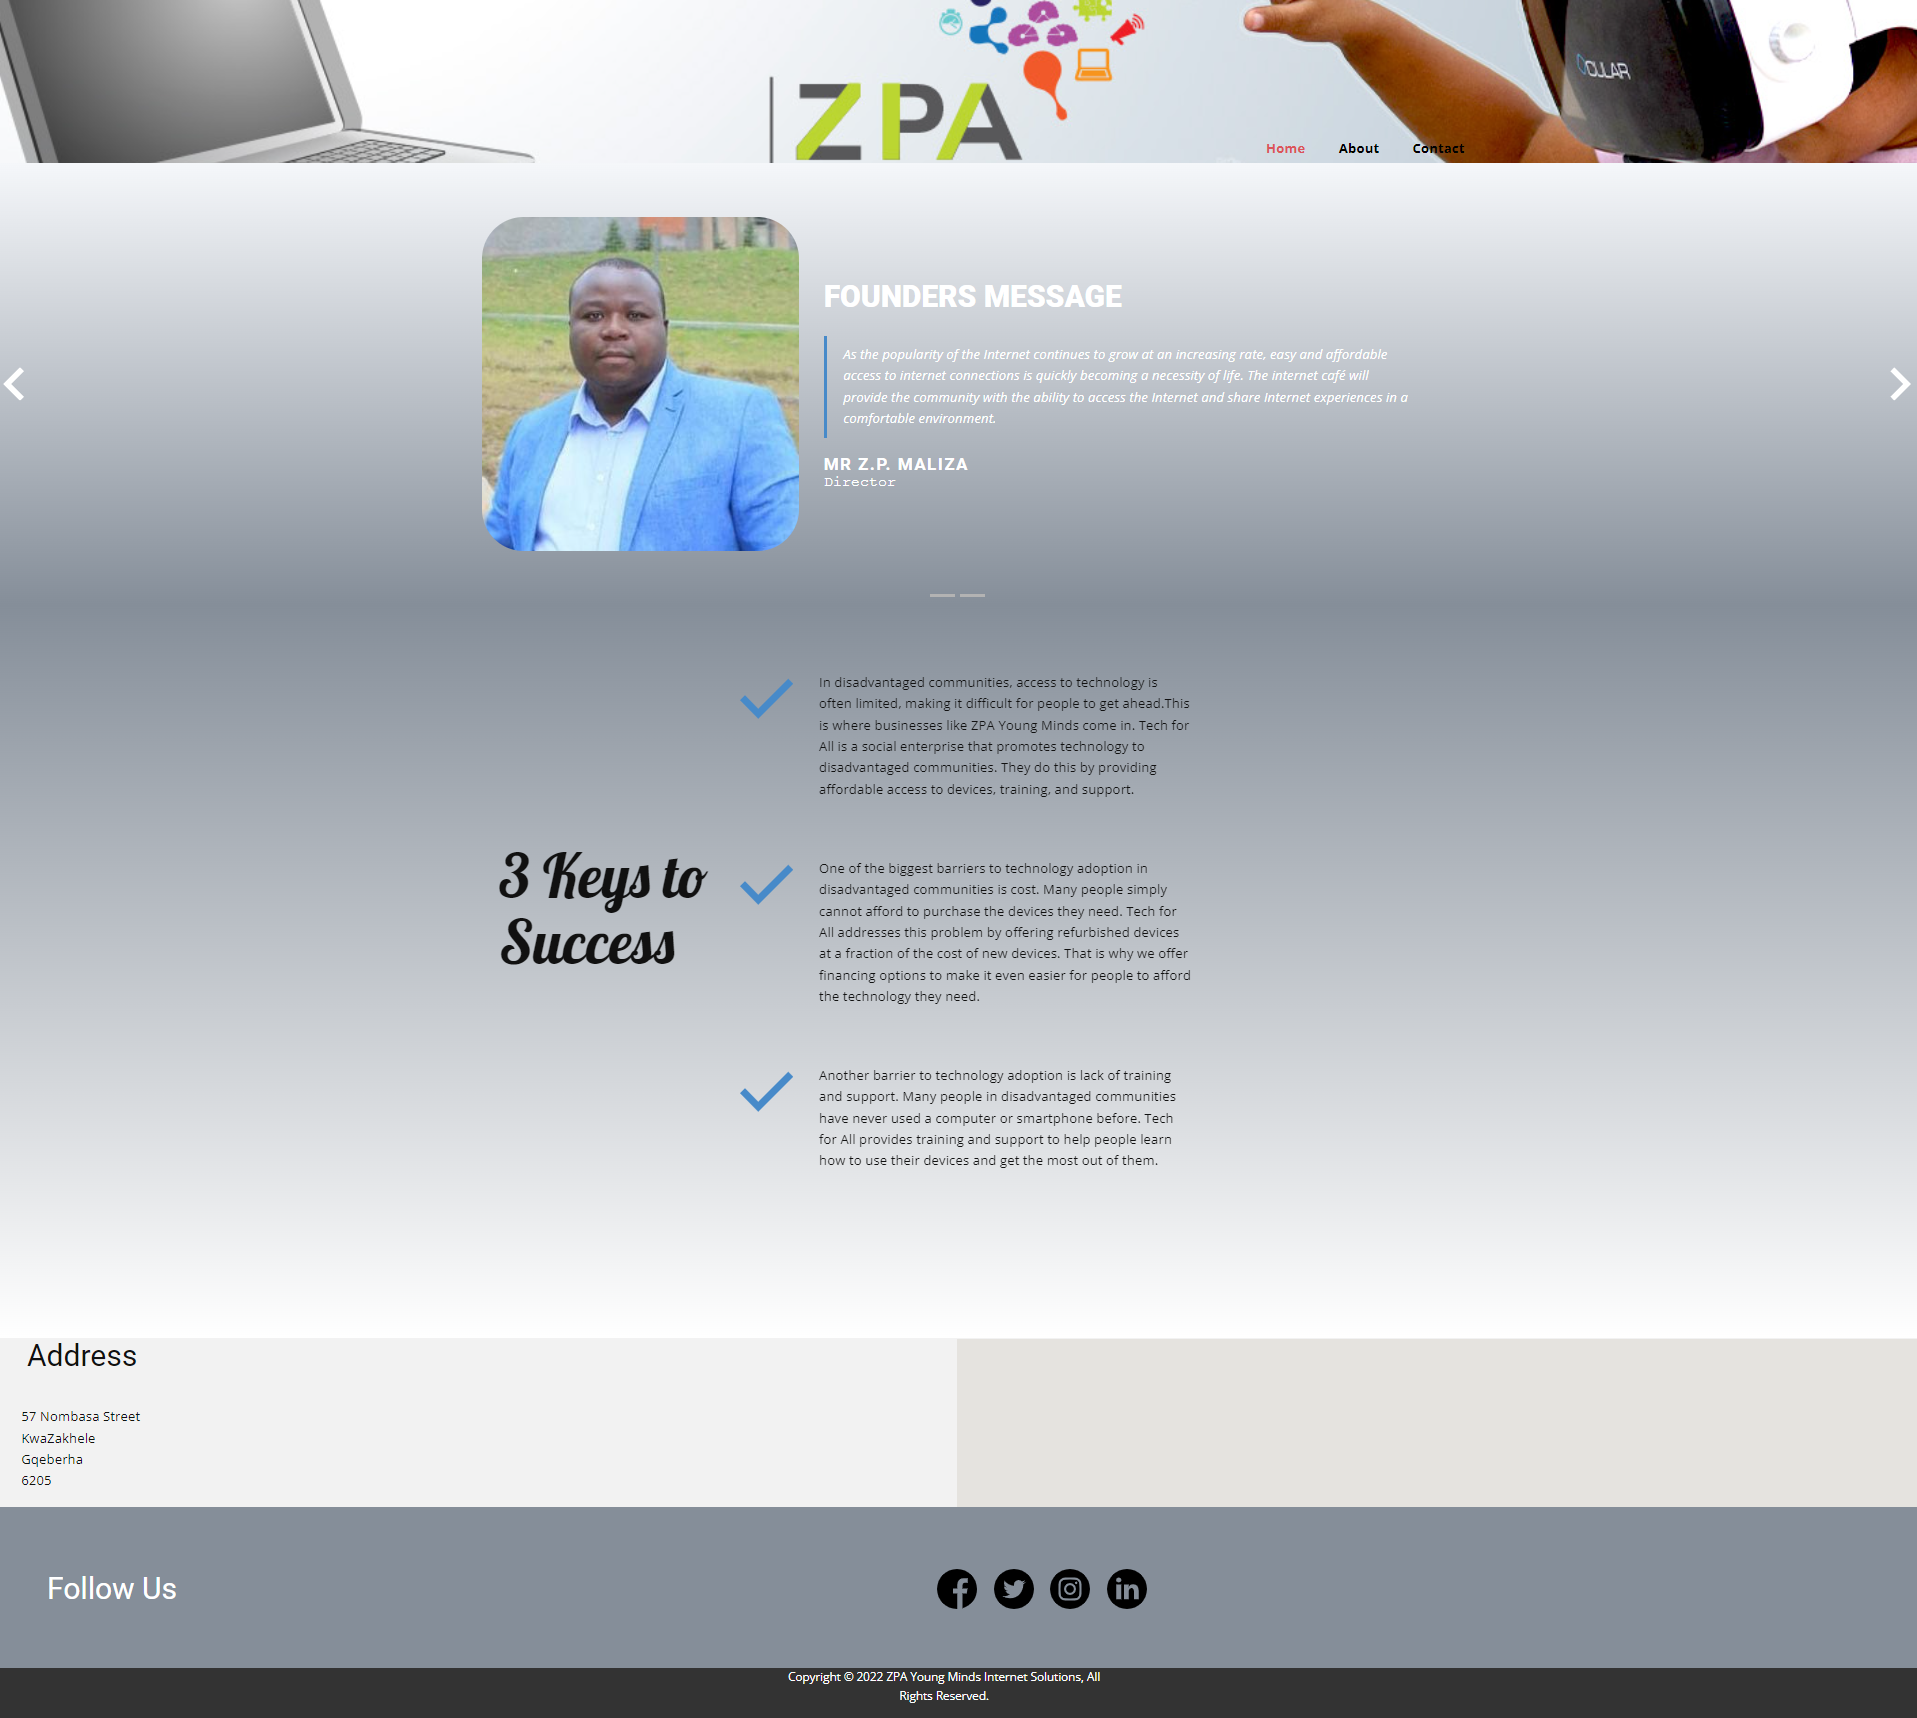 ZPA
OCULAR
Home About Contact
FOUNDERS MESSAGE
As the popularity of the Internet continues to grow at an increasing rate, easy and affordable
access to internet connections is quickly becoming a necessity of life. The internet café will
provide the community with the ability to access the Internet and share Internet experiences in a
comfortable environment.
MR Z.P. MALIZA
Director
3 Keys to
Success
In disadvantaged communities, access to technology is
often limited, making it difficult for people to get ahead.This
is where businesses like ZPA Young Minds come in. Tech for
All is a social enterprise that promotes technology to
disadvantaged communities. They do this by providing
affordable access to devices, training, and support.
One of the biggest barriers to technology adoption in
disadvantaged communities is cost. Many people simply
cannot afford to purchase the devices they need. Tech for
All addresses this problem by offering refurbished devices
at a fraction of the cost of new devices. That is why we offer
financing options to make it even easier for people to afford
the technology they need.
Another barrier to technology adoption is lack of training
and support. Many people in disadvantaged communities
have never used a computer or smartphone before. Tech
for All provides training and support to help people learn
how to use their devices and get the most out of them.
Address
57 Nombasa Street
KwaZakhele
Gqeberha
6205
Follow Us
Copyright © 2022 ZPA Young Minds Internet Solutions, All
Rights Reserved.